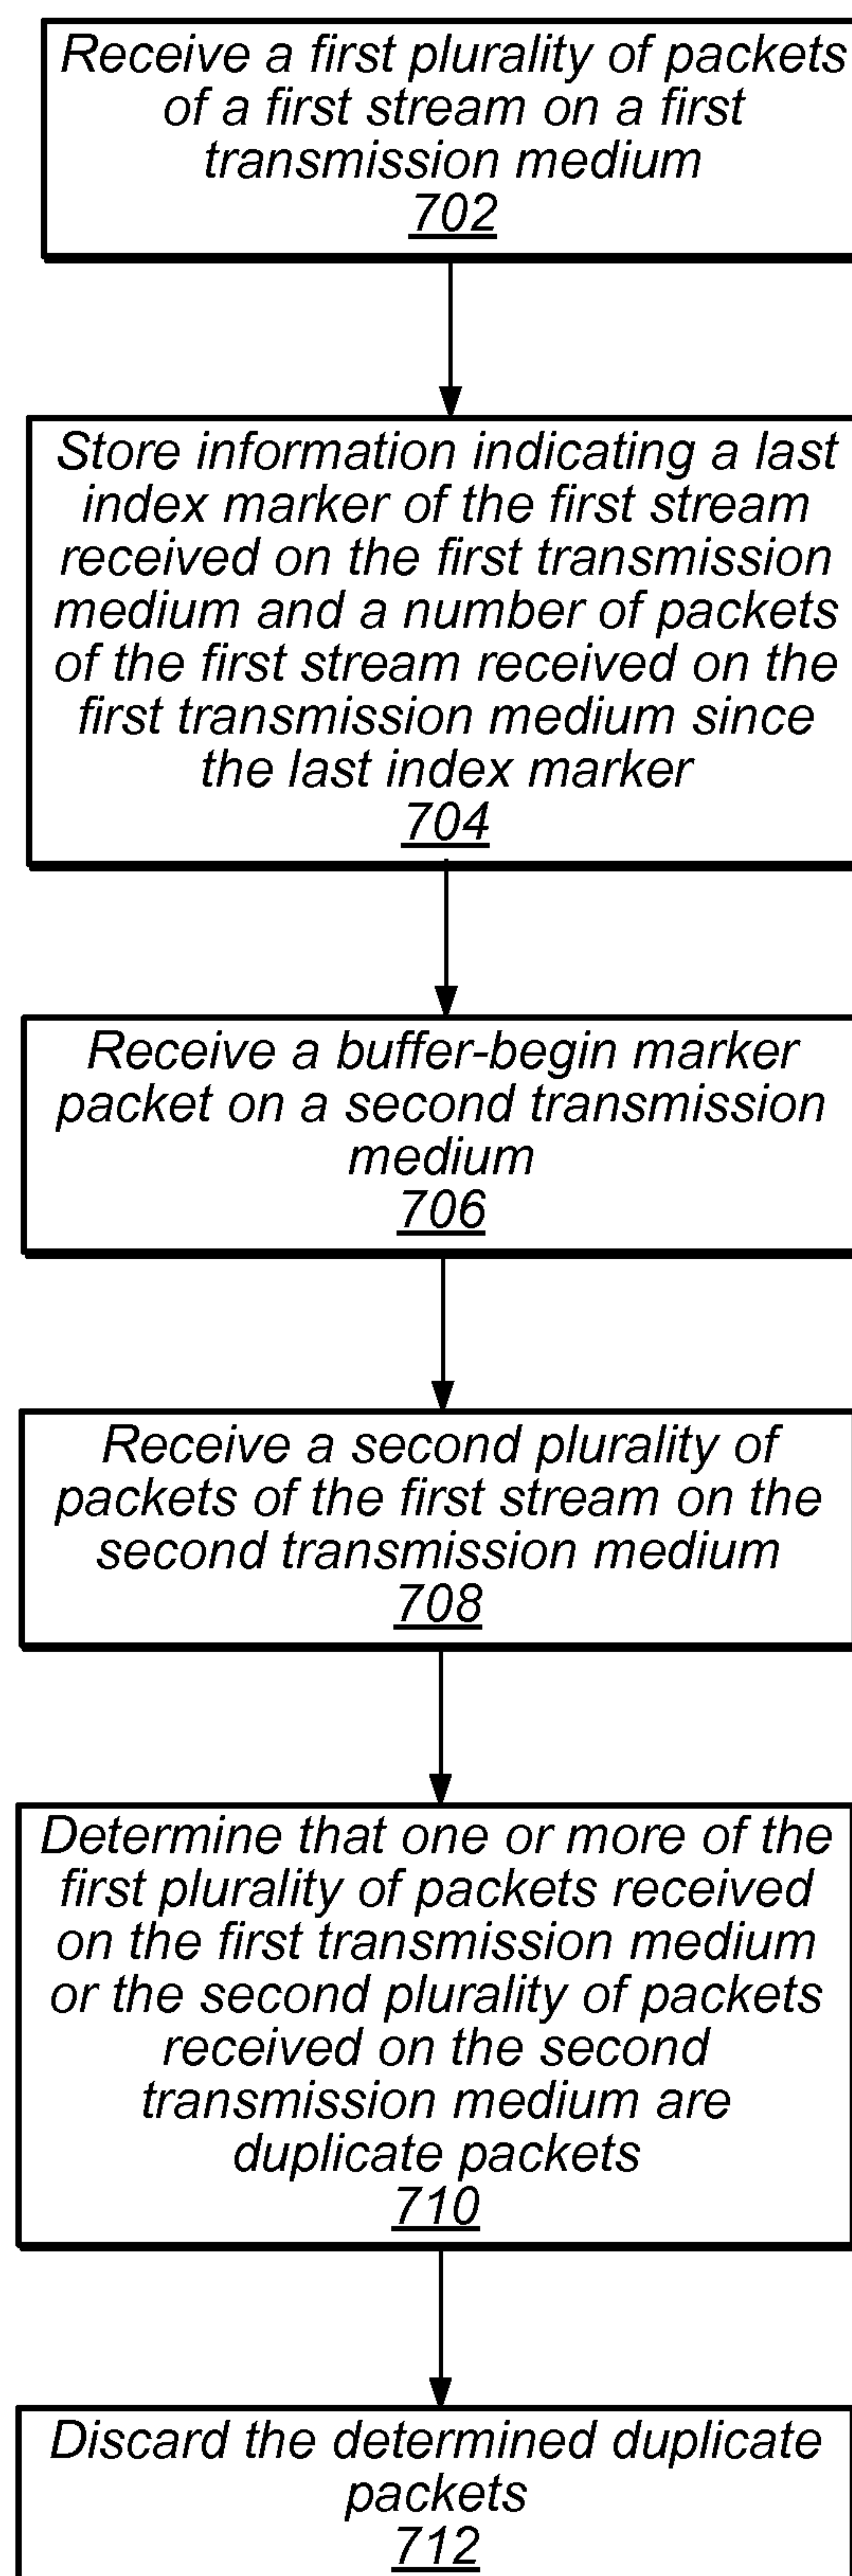 Receive a first plurality of packets
of a first stream on a first
transmission medium
702
Store information indicating a last
index marker of the first stream
received on the first transmission
medium and a number of packets
of the first stream received on the
first transmission medium since
the last index marker
704
Receive a buffer-begin marker
packet on a second transmission
medium
706
Receive a second plurality of
packets of the first stream on the
second transmission medium
708
Determine that one or more of the
first plurality of packets received
on the first transmission medium
or the second plurality of packets
received on the second
transmission medium are
duplicate packets
710
Discard the determined duplicate
packets
712